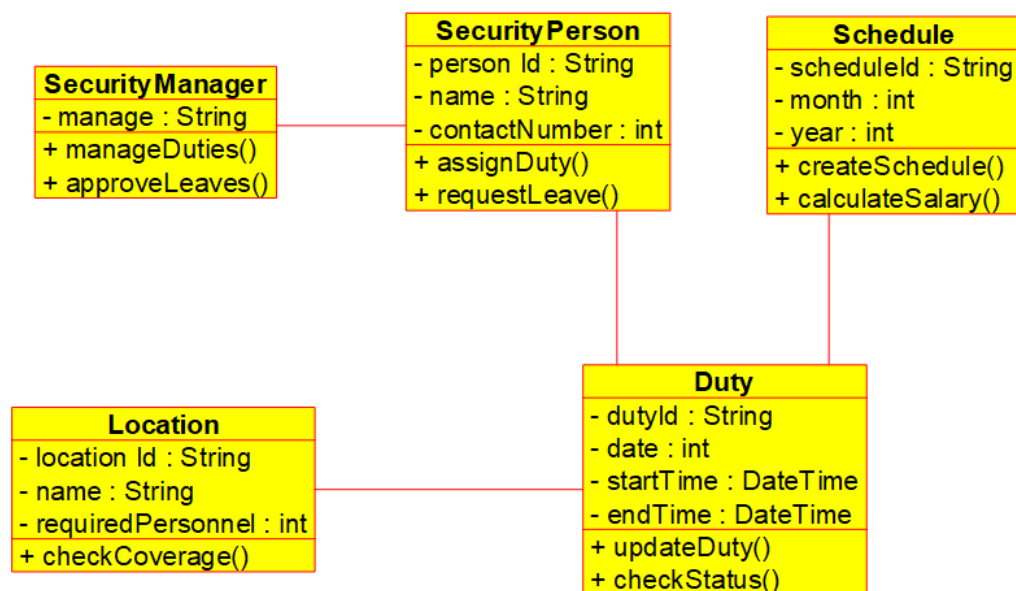 SecurityManager
- manage : String
+ manageDuties()
+ approveLeaves()
SecurityPerson
- person Id : String
- name : String
- contactNumber : int
+ assignDuty()
+ requestLeave()
Schedule
- scheduleId : String
- month : int
- year : int
+ createSchedule()
+ calculateSalary()
Location
- location Id : String
- name : String
- requiredPersonnel : int
+ checkCoverage()
Duty
- dutyId : String
- date : int
- startTime : DateTime
- endTime : DateTime
+ updateDuty()
+ checkStatus()